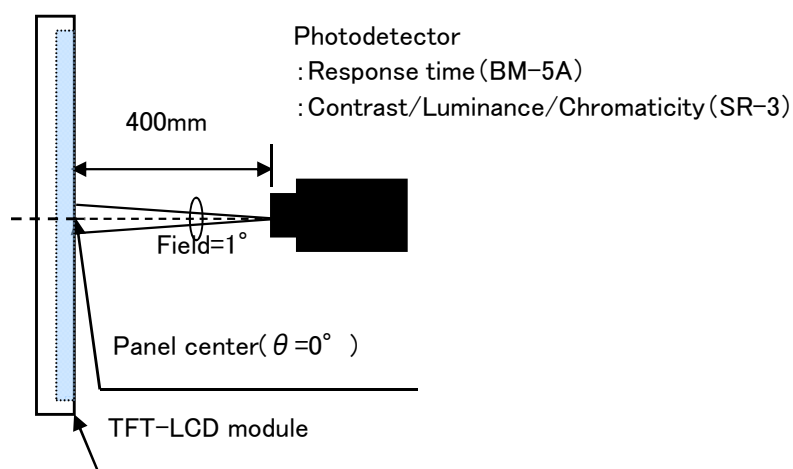 Photodetector
:Response time(BM-5A)
:Contrast/Luminance/Chromaticity(SR-3)
400mm
Field=1°
Panel center(θ=0° )
TFT-LCD module